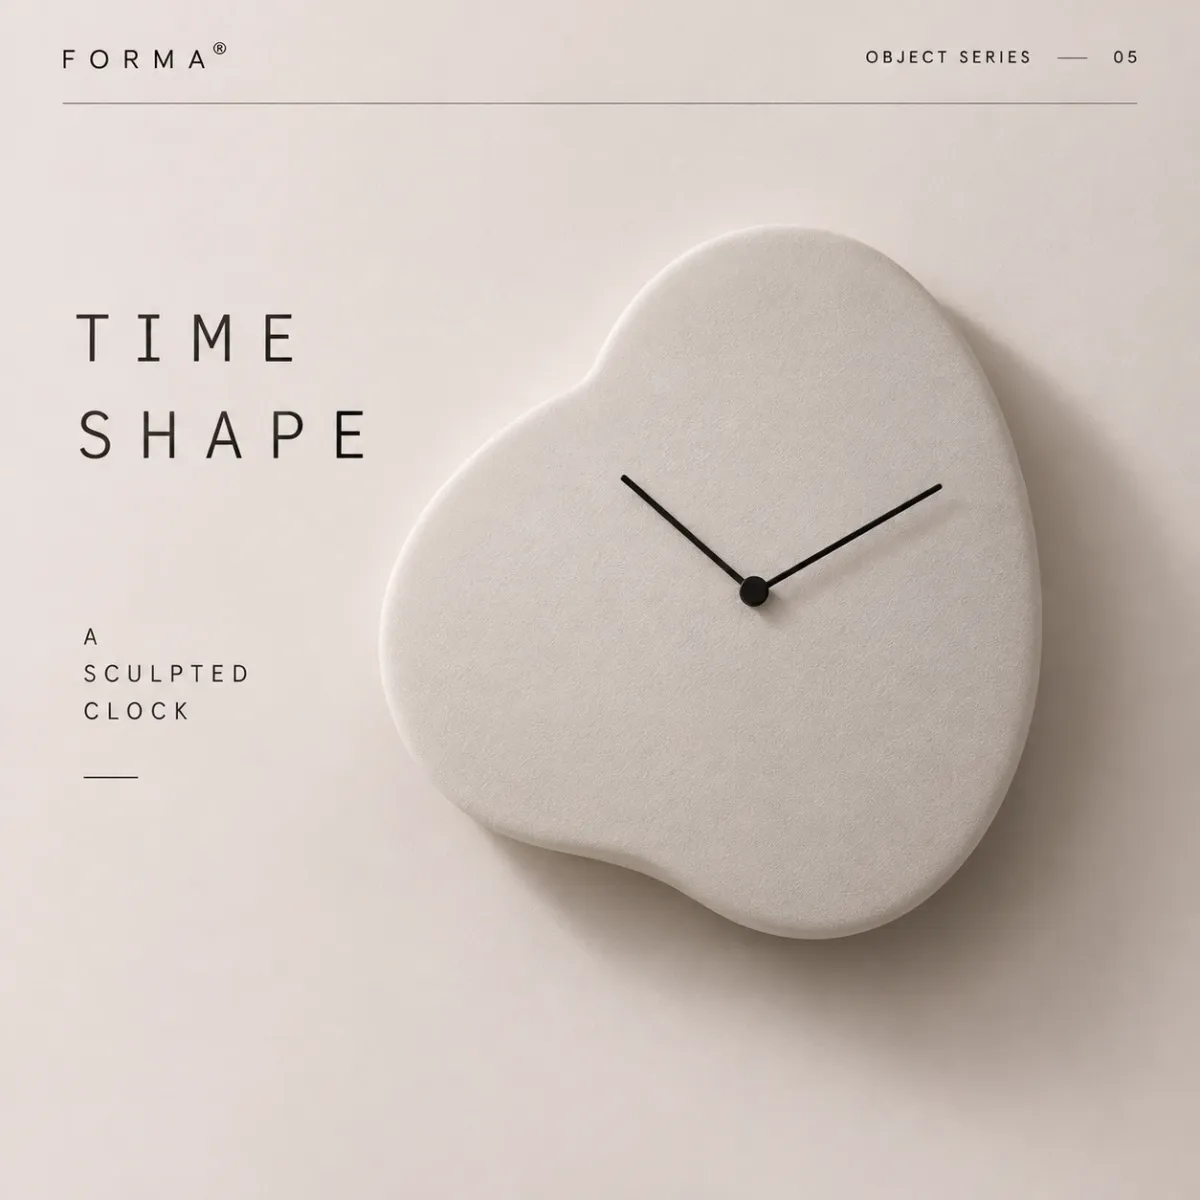 FORMA®
OBJECT SERIES — 05
TIME
SHAPE
A
SCULPTED
CLOCK